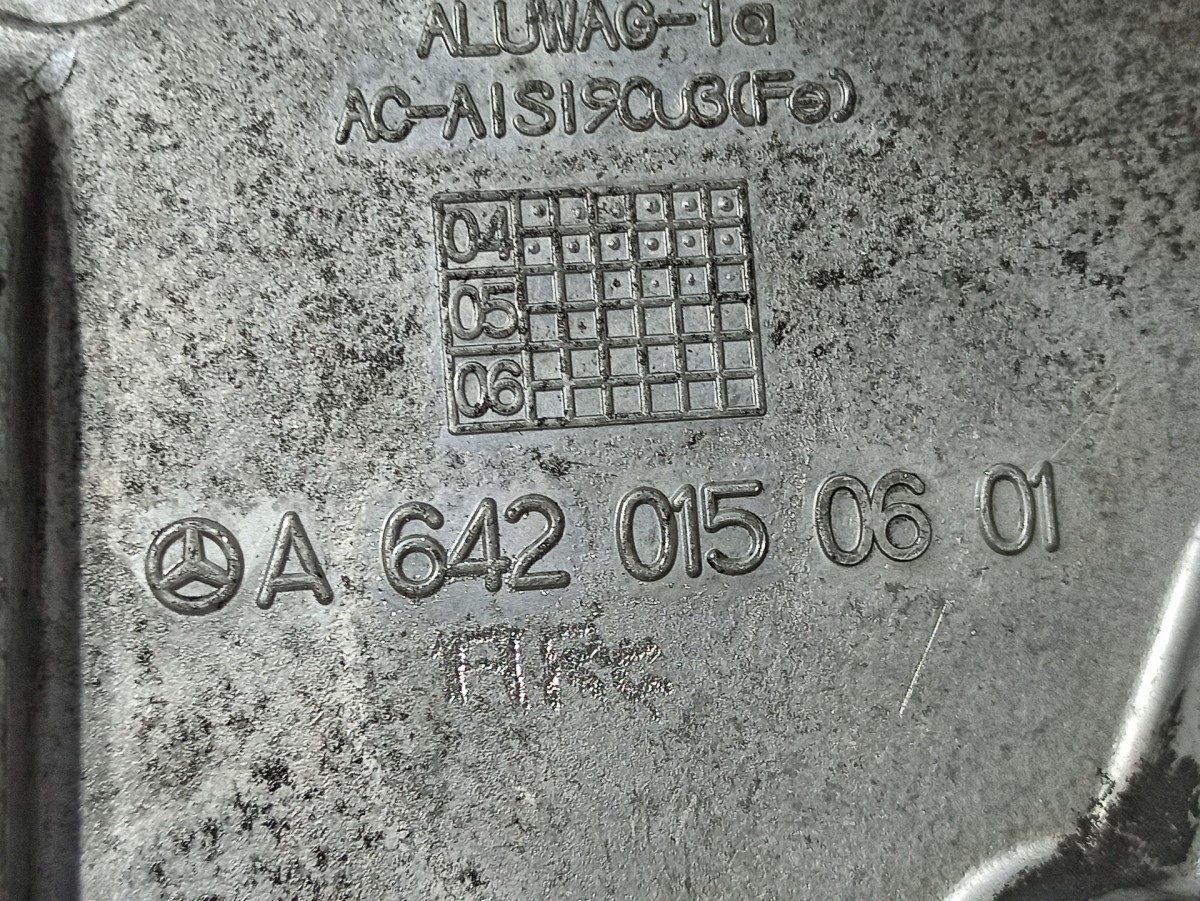 ALUWAG-1a
AC-AlSi9Cu3(Fe)
04
05
06
A 642 015 06 01